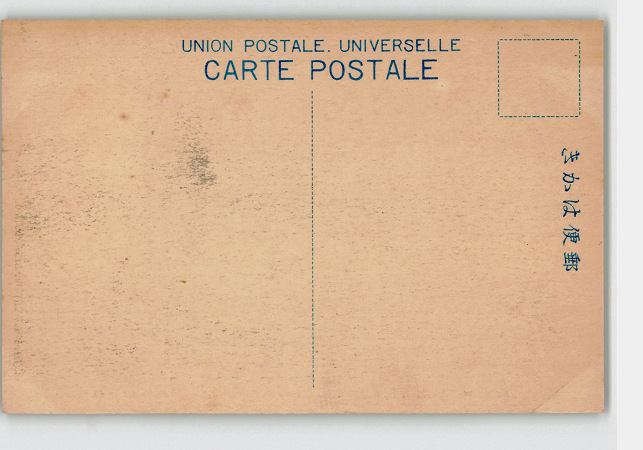 UNION POSTALE. UNIVERSELLE
CARTE POSTALE
郵便はかき